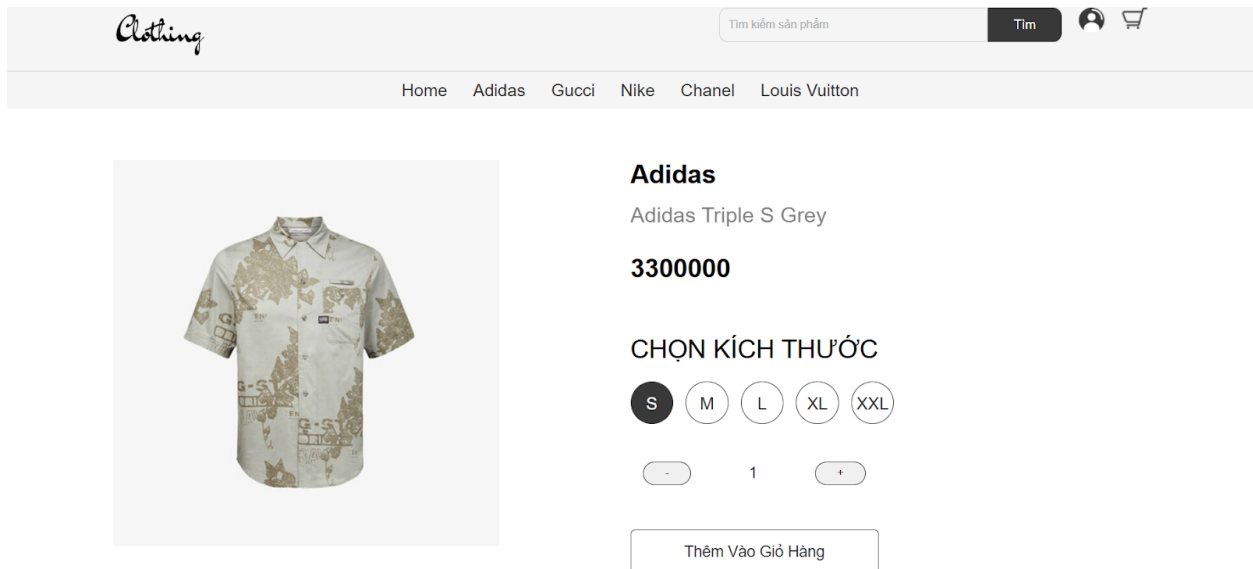 Clothing
Tìm kiếm sản phẩm
Tìm
Home Adidas Gucci Nike Chanel Louis Vuitton
Adidas
Adidas Triple S Grey
3300000
CHỌN KÍCH THƯỚC
S M L XL XXL
- 1 +
Thêm Vào Giỏ Hàng
G-STA
G-S